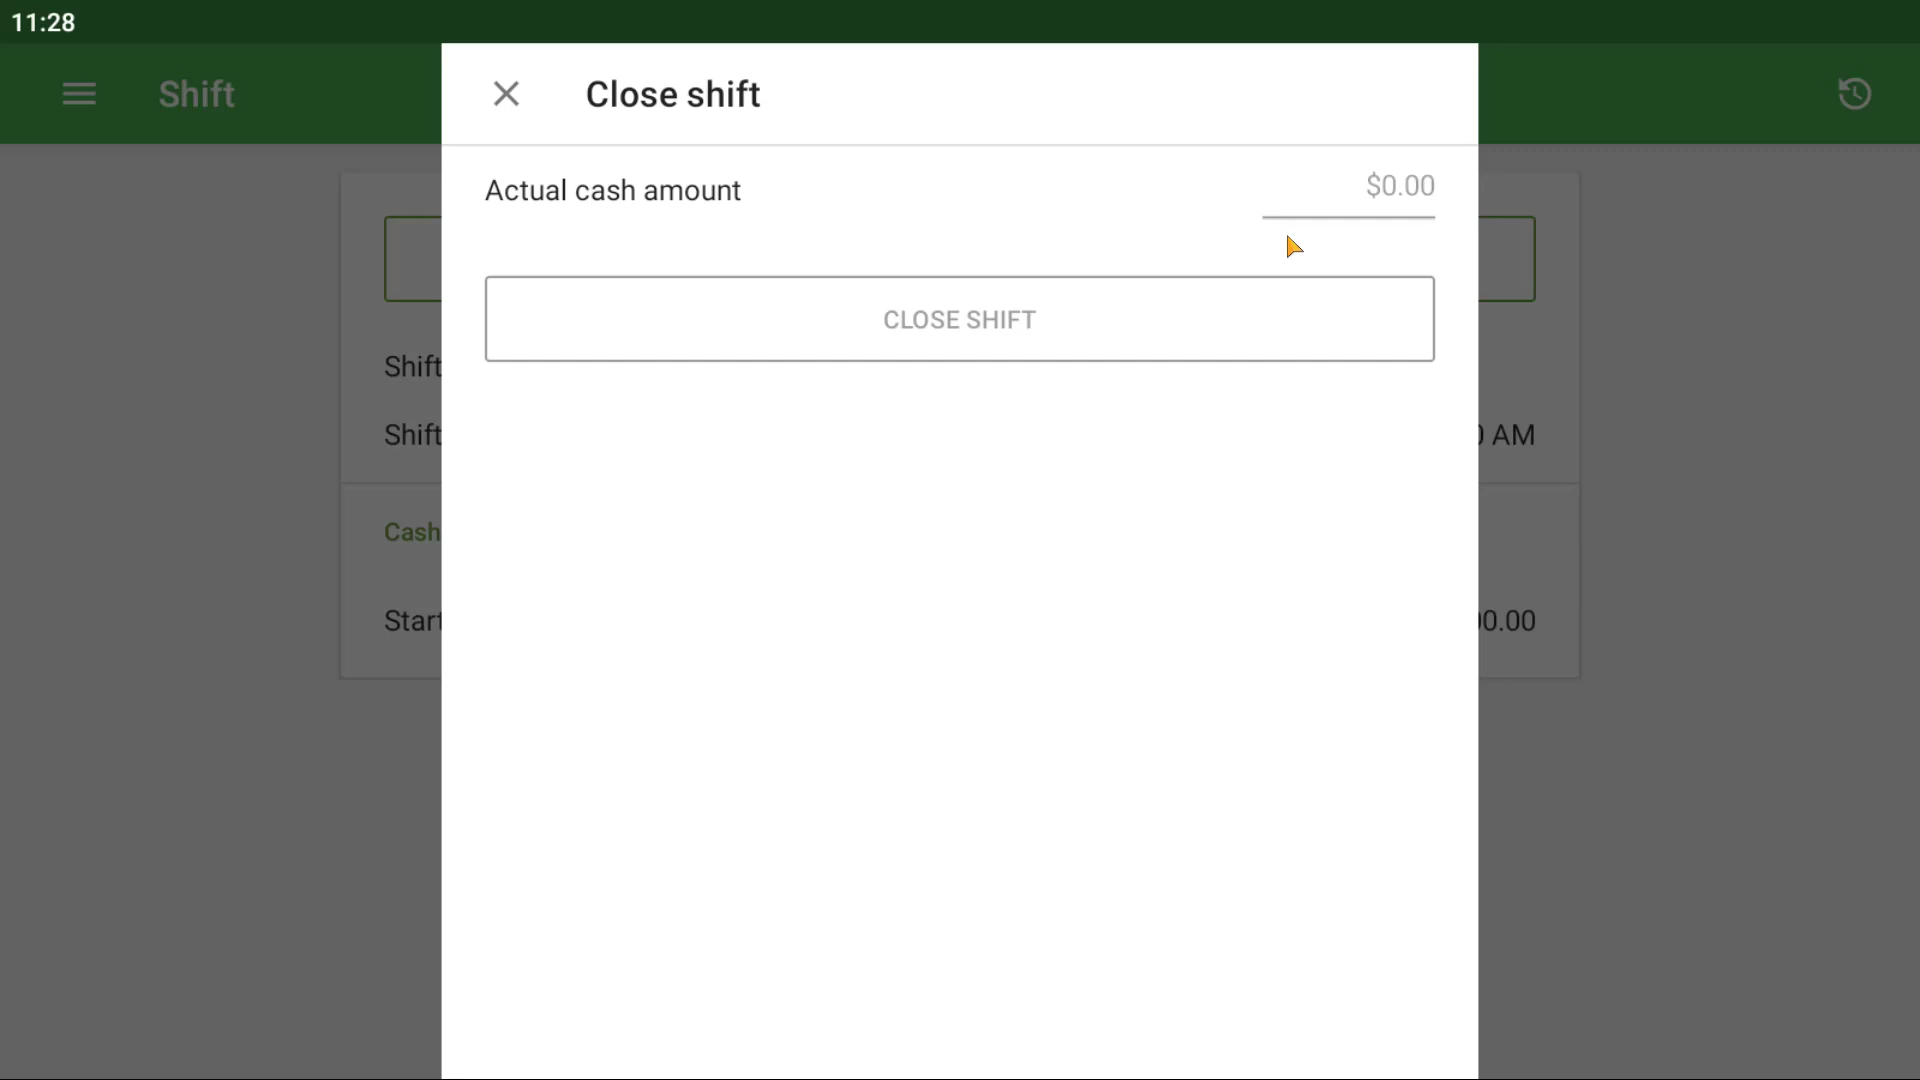 11:28
Shift
Close shift
Actual cash amount
$0.00
CLOSE SHIFT
Shift
Shift
AM
Cash
Start
0.00